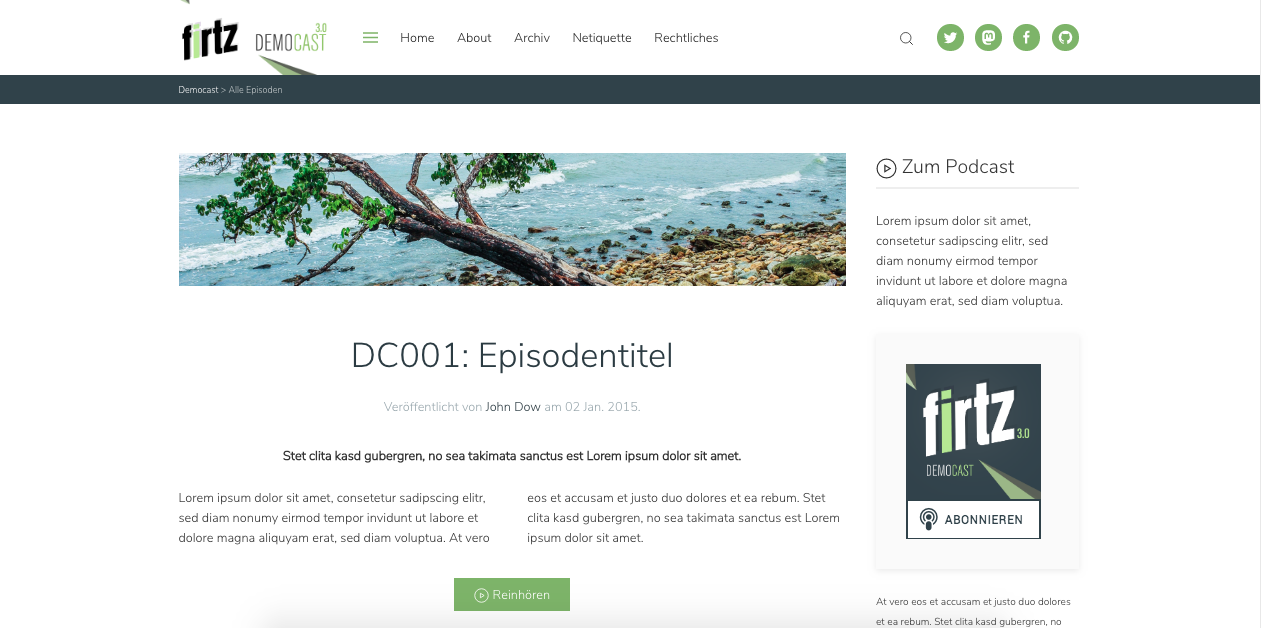 firtz DEMOCAST 3.0
Home About Archiv Netiquette Rechtliches
Democast > Alle Episoden
DC001: Episodentitel
Veröffentlicht von John Dow am 02 Jan. 2015.
Stet clita kasd gubergren, no sea takimata sanctus est Lorem ipsum dolor sit amet.
Lorem ipsum dolor sit amet, consetetur sadipscing elitr,
sed diam nonumy eirmod tempor invidunt ut labore et
dolore magna aliquyam erat, sed diam voluptua. At vero
eos et accusam et justo duo dolores et ea rebum. Stet
clita kasd gubergren, no sea takimata sanctus est Lorem
ipsum dolor sit amet.
Reinhören
Zum Podcast
Lorem ipsum dolor sit amet,
consetetur sadipscing elitr, sed
diam nonumy eirmod tempor
invidunt ut labore et dolore magna
aliquyam erat, sed diam voluptua.
firtz 3.0
DEMOCAST
ABONNIEREN
At vero eos et accusam et justo duo dolores
et ea rebum. Stet clita kasd gubergren, no